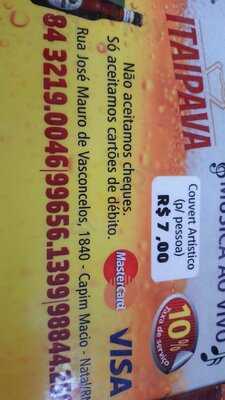 ITAIPAVA
MÚSICA AO VIVO
Couvert Artístico
(p/ pessoa)
R$ 7,00
10%
taxa de serviço
Não aceitamos cheques.
Só aceitamos cartões de débito.
MasterCard
VISA
Rua José Mauro de Vasconcelos, 1840 - Capim Macio - Natal/RN
84 3219.0046|99656.1399|98844.2